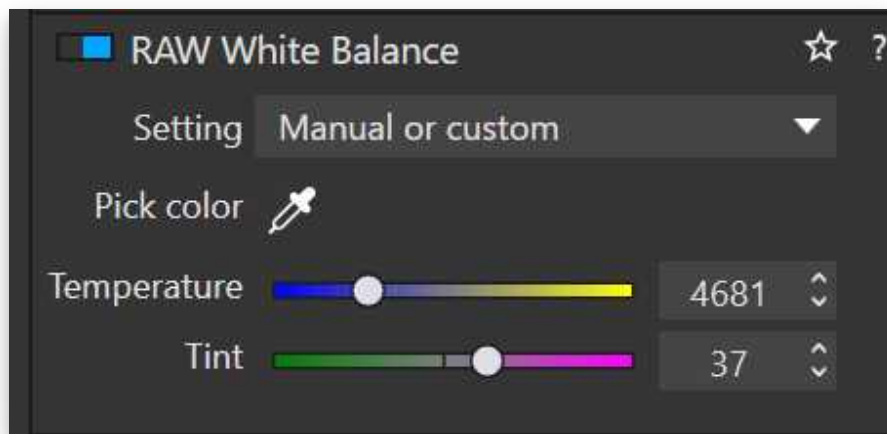 RAW White Balance ?
Setting Manual or custom
Pick color
Temperature 4681
Tint 37